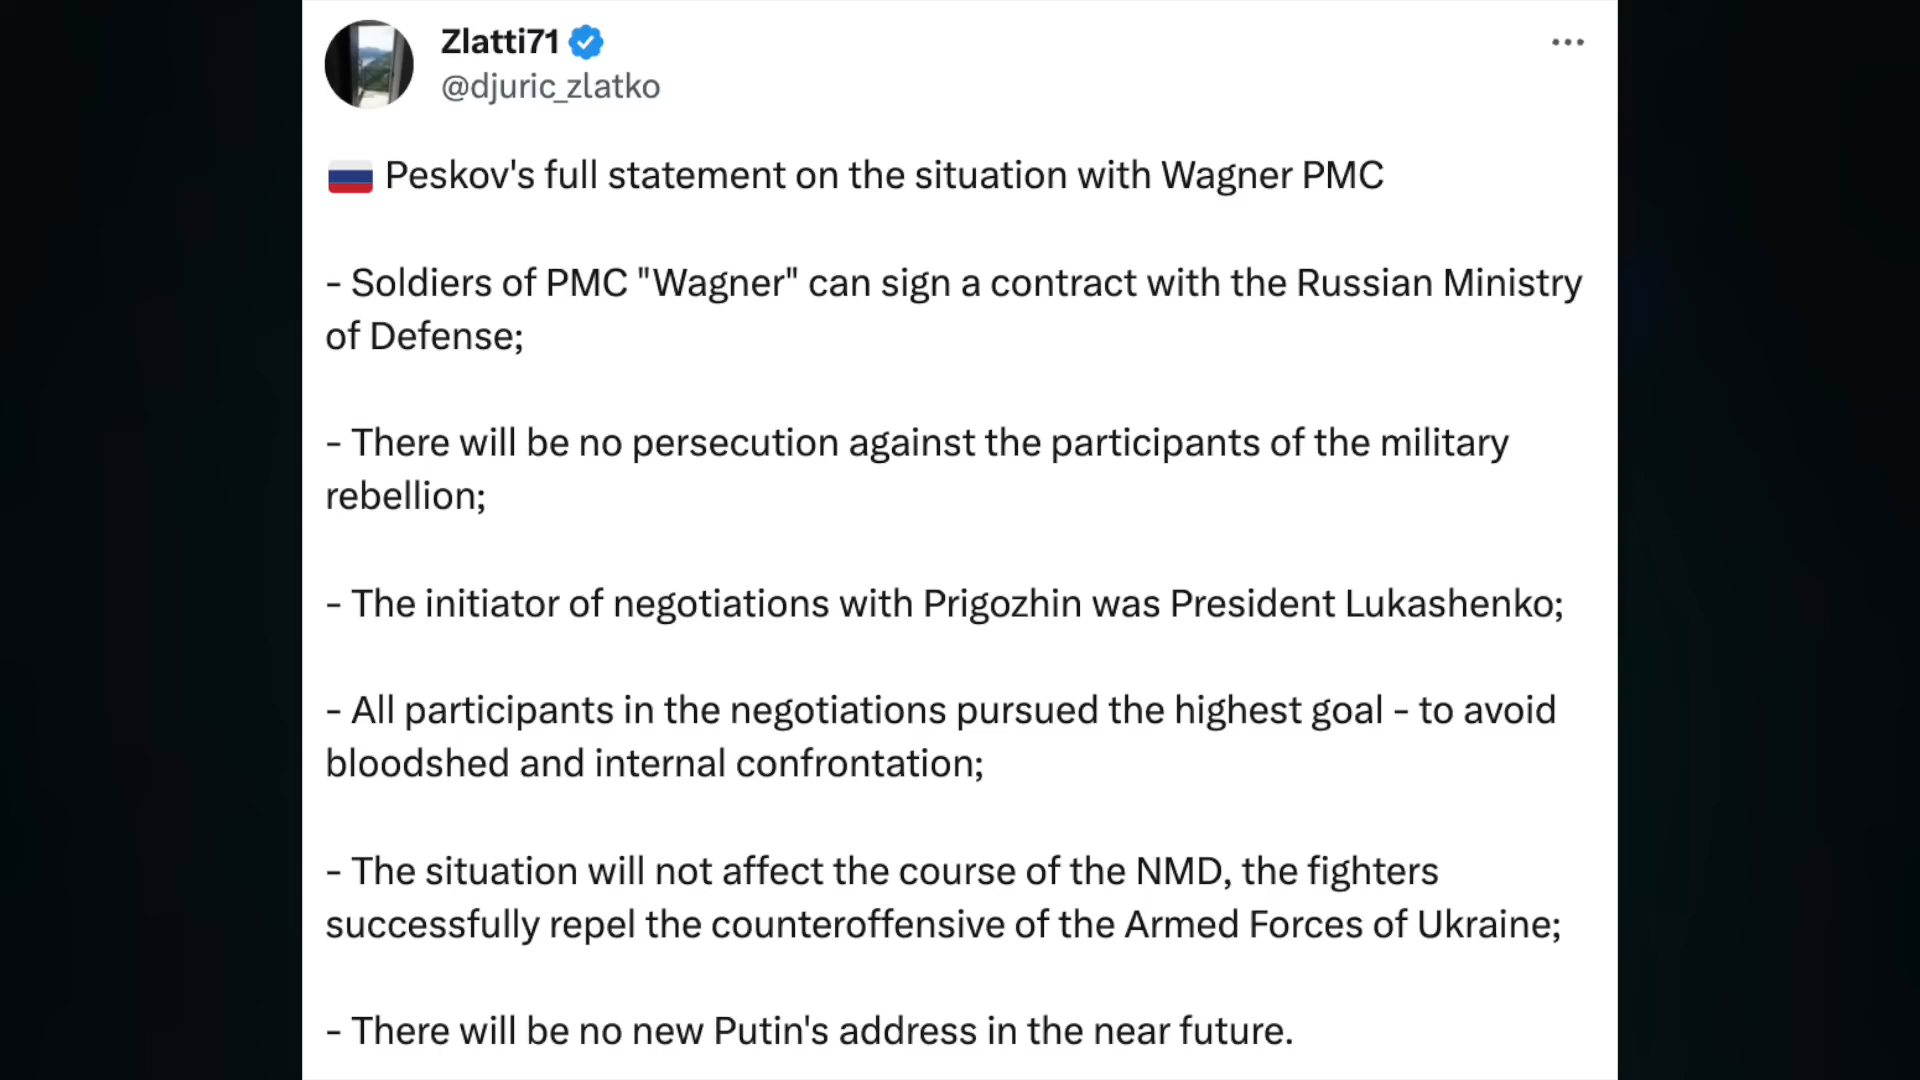 Zlatti71
@djuric_zlatko
Peskov's full statement on the situation with Wagner PMC
- Soldiers of PMC "Wagner" can sign a contract with the Russian Ministry
of Defense;
- There will be no persecution against the participants of the military
rebellion;
- The initiator of negotiations with Prigozhin was President Lukashenko;
- All participants in the negotiations pursued the highest goal - to avoid
bloodshed and internal confrontation;
- The situation will not affect the course of the NMD, the fighters
successfully repel the counteroffensive of the Armed Forces of Ukraine;
- There will be no new Putin's address in the near future.